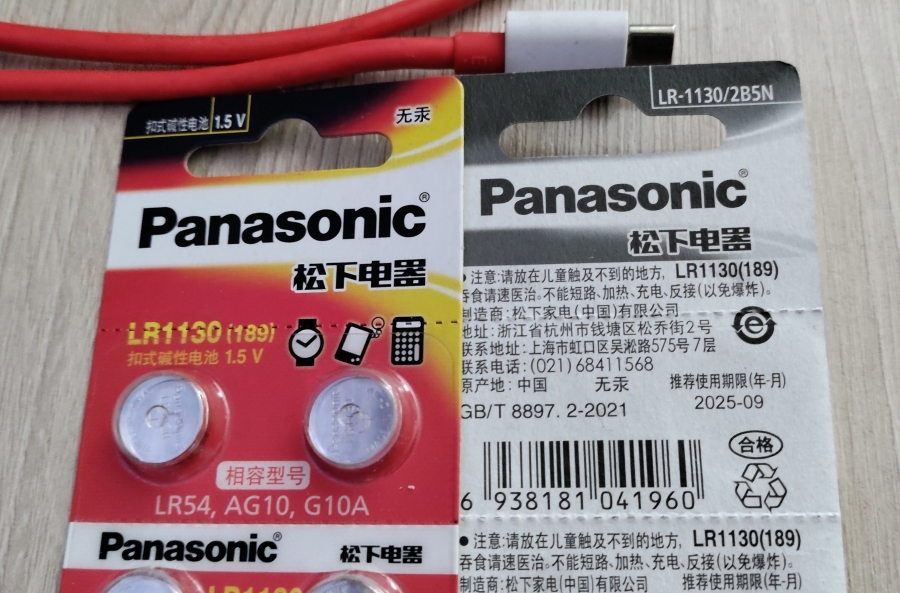 扣式碱性电池 1.5 V
无汞
Panasonic®
松下电器
LR1130(189)
扣式碱性电池 1.5 V
相容型号
LR54, AG10, G10A
Panasonic®
松下电器
LR1130
LR-1130/2B5N
Panasonic®
松下电器
• 注意:请放在儿童触及不到的地方, LR1130(189)
吞食请速医治。不能短路、加热、充电、反接(以免爆炸)。
制造商: 松下家电(中国)有限公司
地址: 浙江省杭州市钱塘区松乔街2号
联系地址: 上海市虹口区吴淞路575号7层
联系电话: (021)68411568
原产地: 中国 无汞 推荐使用期限(年-月)
GB/T 8897. 2-2021 2025-09
合格
6 938181 041960
• 注意:请放在儿童触及不到的地方, LR1130(189)
吞食请速医治。不能短路、加热、充电、反接(以免爆炸)。
制造商: 松下家电(中国)有限公司 推荐使用期限(年-月)